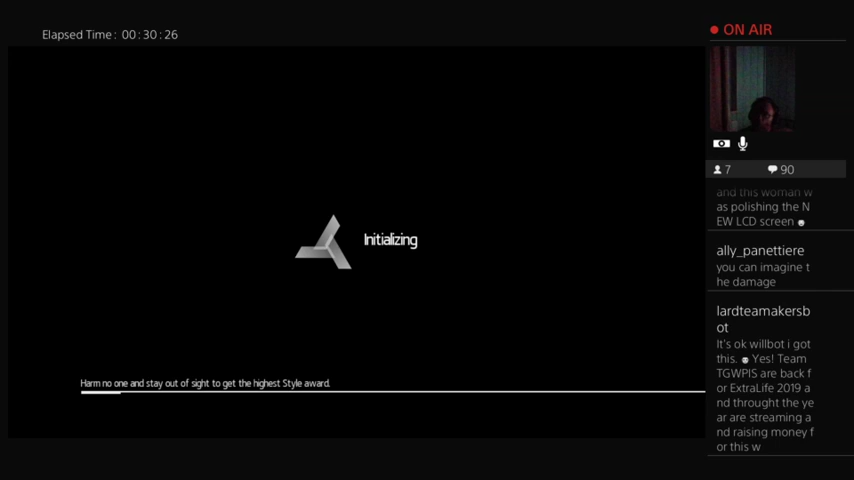 Elapsed Time: 00:30:26
ON AIR
7
90
and this woman w
as polishing the N
EW LCD screen
ally_panettiere
you can imagine t
he damage
lardteamakersb
ot
It's ok willbot i got
this. Yes! Team
TGWPIS are back f
or ExtraLife 2019 a
nd throught the ye
ar are streaming a
nd raising money f
or this w
Initializing
Harm no one and stay out of sight to get the highest Style award.